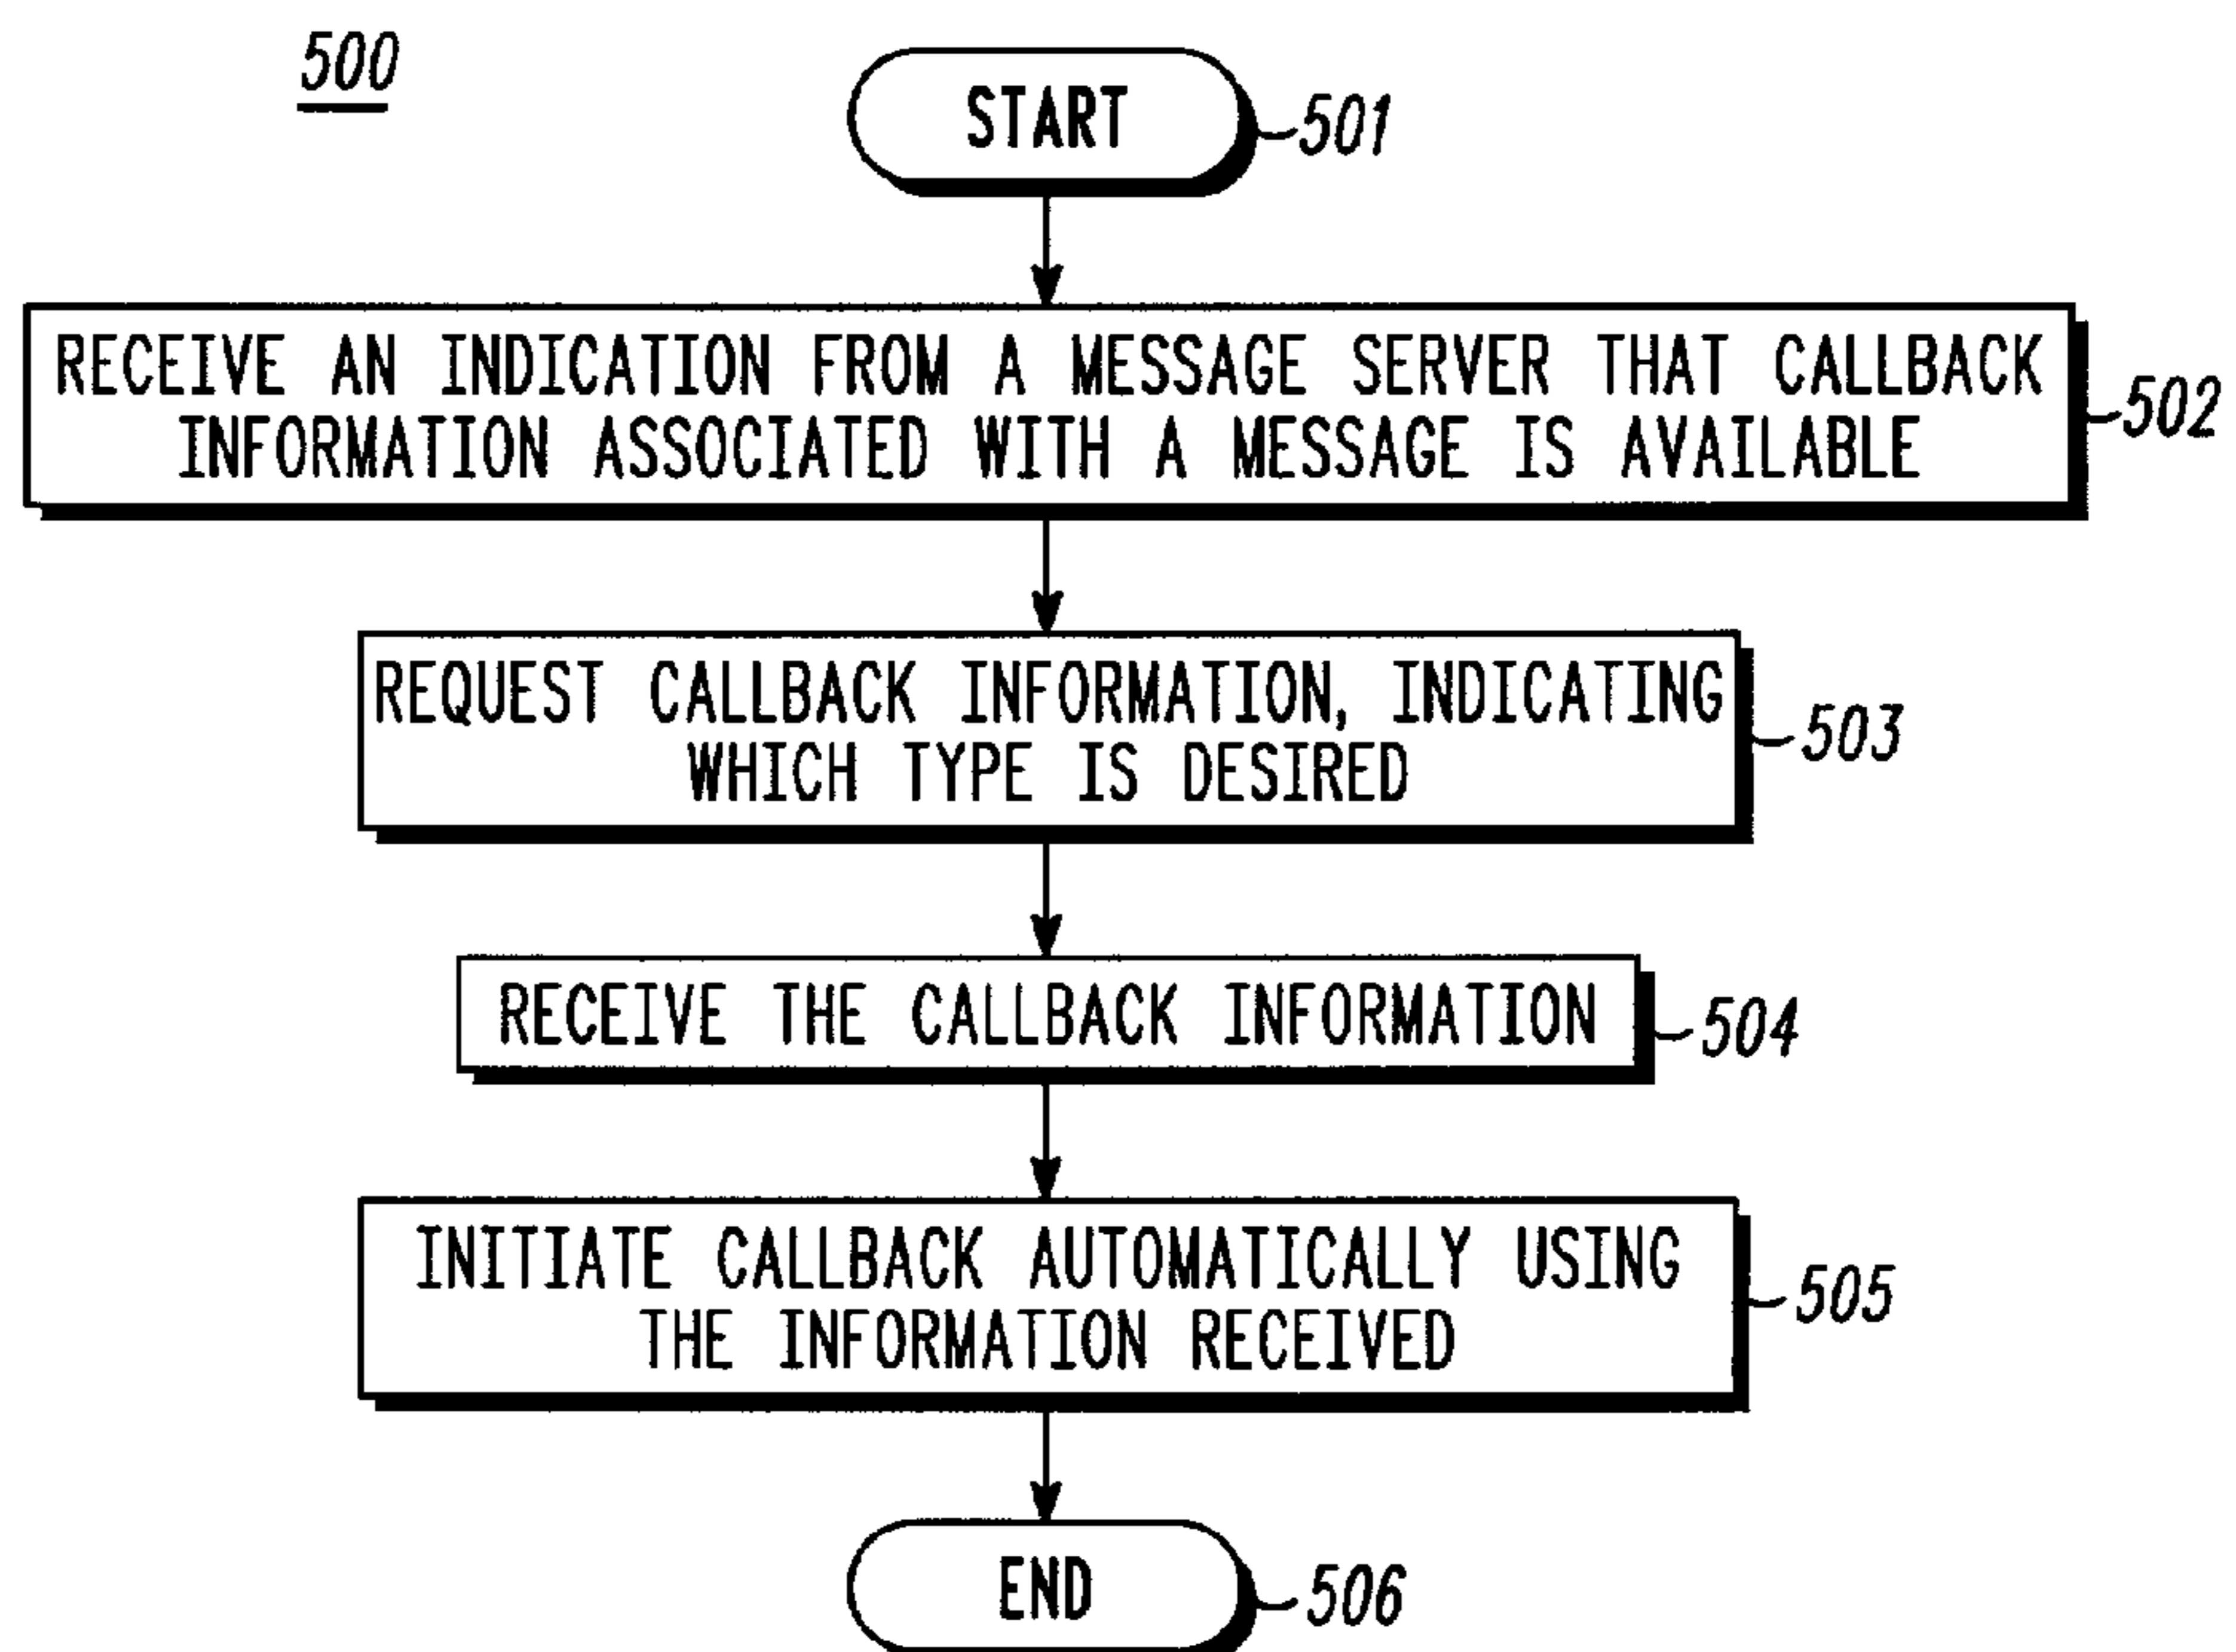 500
START
501
RECEIVE AN INDICATION FROM A MESSAGE SERVER THAT CALLBACK
INFORMATION ASSOCIATED WITH A MESSAGE IS AVAILABLE
502
REQUEST CALLBACK INFORMATION, INDICATING
WHICH TYPE IS DESIRED
503
RECEIVE THE CALLBACK INFORMATION
504
INITIATE CALLBACK AUTOMATICALLY USING
THE INFORMATION RECEIVED
505
END
506